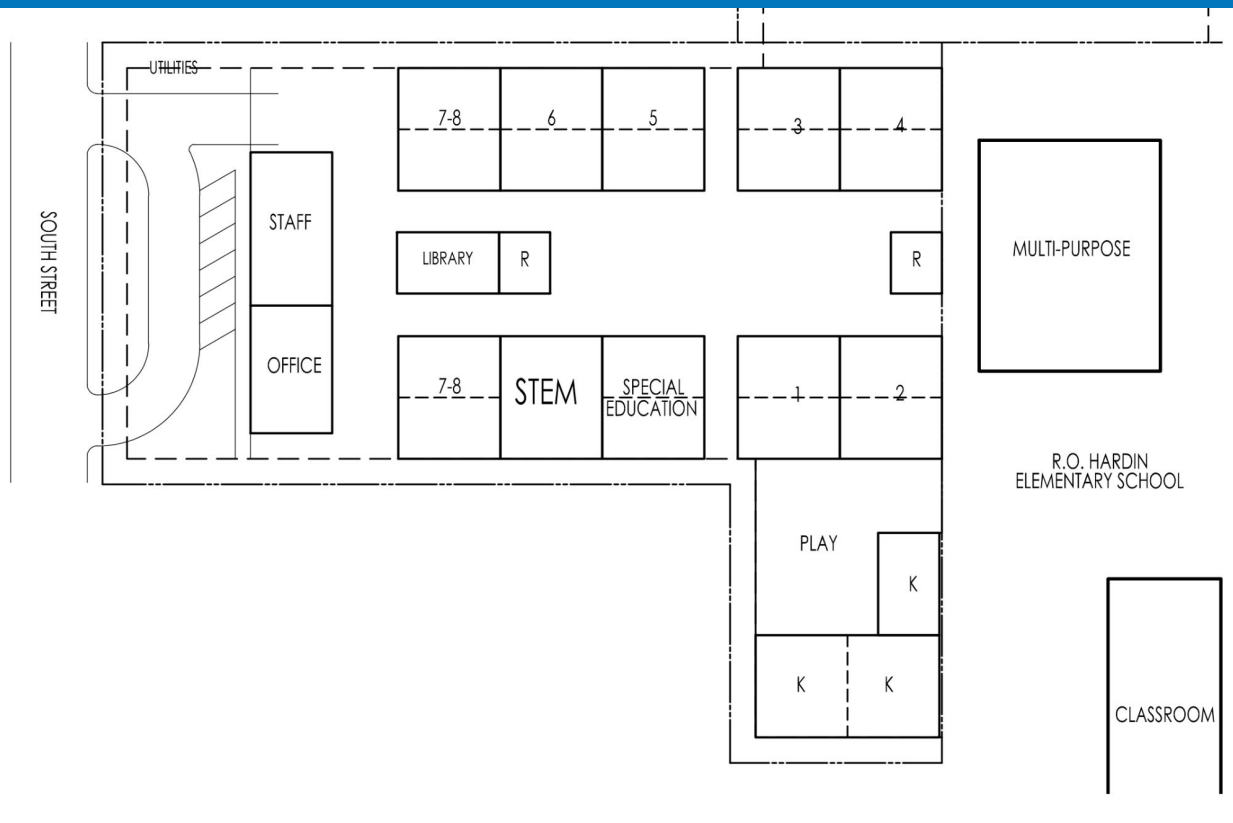 UTILITIES
7-8
6
5
3
4
SOUTH STREET
STAFF
LIBRARY
R
R
MULTI-PURPOSE
OFFICE
7-8
STEM
SPECIAL
EDUCATION
1
2
R.O. HARDIN
ELEMENTARY SCHOOL
PLAY
K
K
K
CLASSROOM